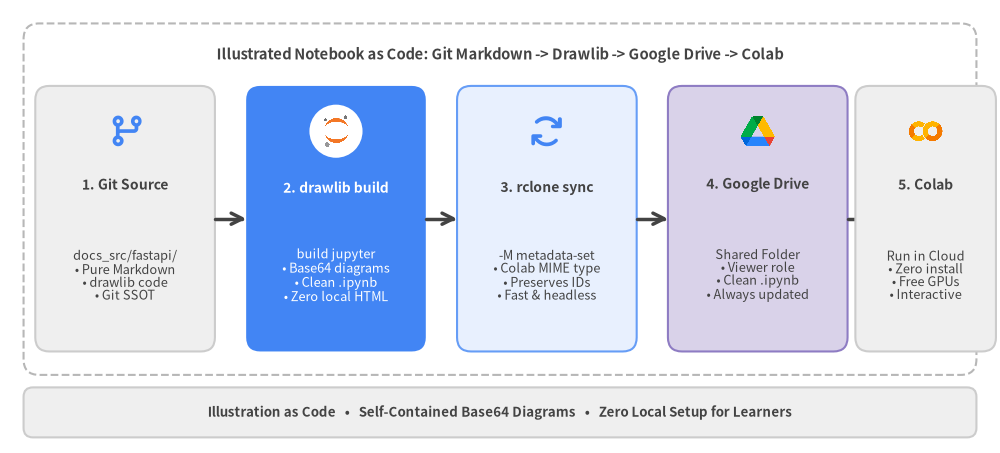 Illustrated Notebook as Code: Git Markdown -> Drawlib -> Google Drive -> Colab
1. Git Source
docs_src/fastapi/
• Pure Markdown
• drawlib code
• Git SSOT
2. drawlib build
build jupyter
• Base64 diagrams
• Clean .ipynb
• Zero local HTML
3. rclone sync
-M metadata-set
• Colab MIME type
• Preserves IDs
• Fast & headless
4. Google Drive
Shared Folder
• Viewer role
• Clean .ipynb
• Always updated
5. Colab
Run in Cloud
• Zero install
• Free GPUs
• Interactive
Illustration as Code • Self-Contained Base64 Diagrams • Zero Local Setup for Learners